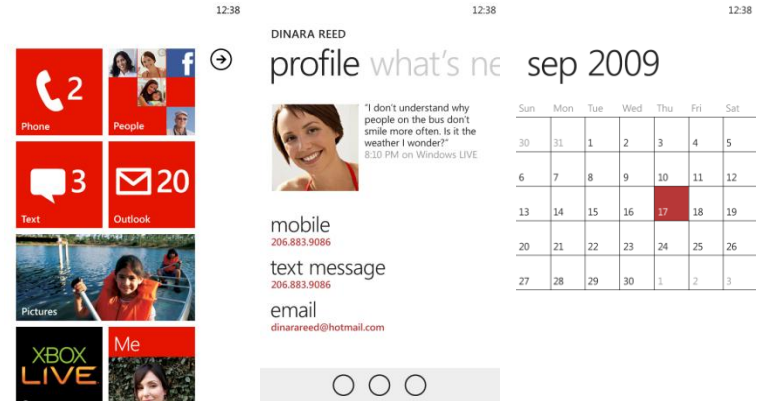 12:38
2
Phone
f
People
3
Text
20
Outlook
Pictures
XBOX
LIVE
Me
12:38
DINARA REED
profile what's ne
"I don't understand why
people on the bus don't
smile more often. Is it the
weather I wonder?"
8:10 PM on Windows LIVE
mobile
206.883.9086
text message
206.883.9086
email
dinarareed@hotmail.com
12:38
sep 2009
Sun Mon Tue Wed Thu Fri Sat
30 31 1 2 3 4 5
6 7 8 9 10 11 12
13 14 15 16 17 18 19
20 21 22 23 24 25 26
27 28 29 30 1 2 3